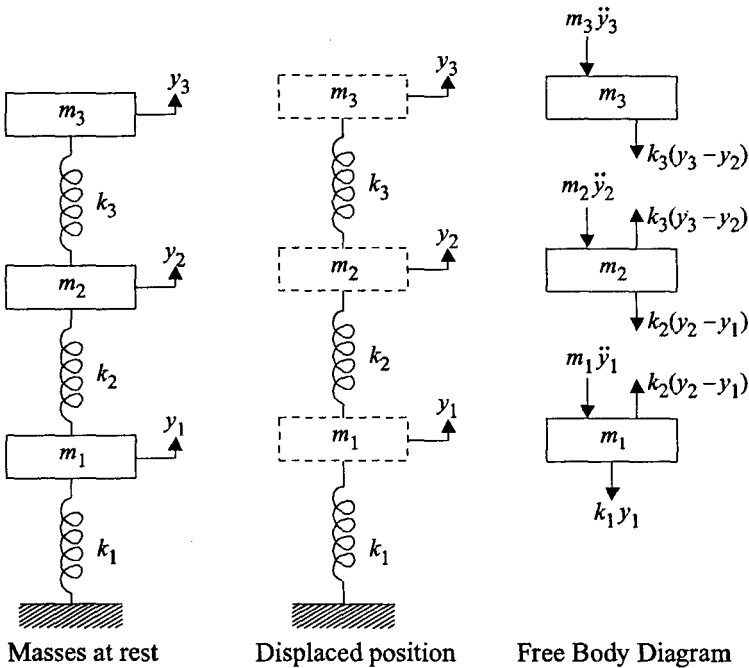 y₃
m₃
k₃
y₂
m₂
k₂
y₁
m₁
k₁
Masses at rest
y₃
m₃
k₃
y₂
m₂
k₂
y₁
m₁
k₁
Displaced position
m₃ÿ₃
m₃
k₃(y₃ − y₂)
m₂ÿ₂
k₃(y₃ − y₂)
m₂
k₂(y₂ − y₁)
m₁ÿ₁
k₂(y₂ − y₁)
m₁
k₁y₁
Free Body Diagram